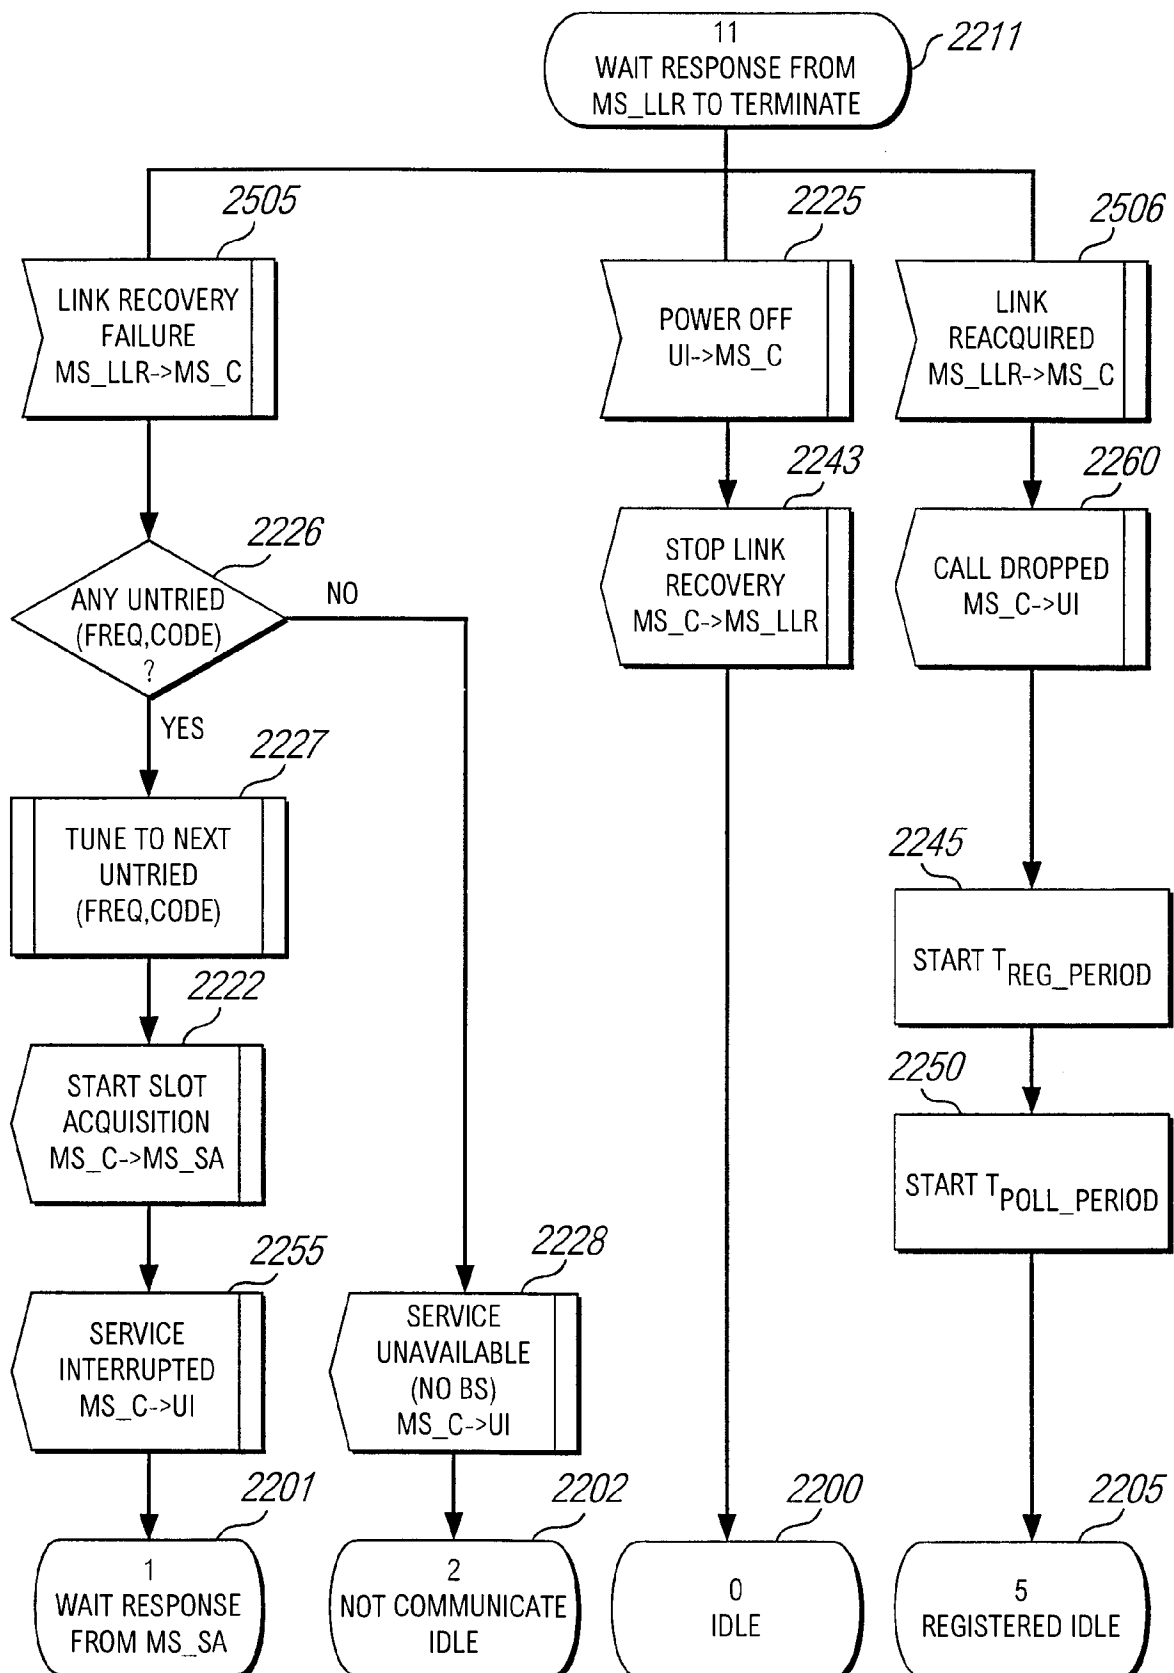 11
WAIT RESPONSE FROM
MS_LLR TO TERMINATE
2211
2505
LINK RECOVERY
FAILURE
MS_LLR->MS_C
2225
POWER OFF
UI->MS_C
2506
LINK
REACQUIRED
MS_LLR->MS_C
2226
ANY UNTRIED
(FREQ,CODE)
?
NO
YES
2243
STOP LINK
RECOVERY
MS_C->MS_LLR
2260
CALL DROPPED
MS_C->UI
2227
TUNE TO NEXT
UNTRIED
(FREQ,CODE)
2245
START T REG_PERIOD
2222
START SLOT
ACQUISITION
MS_C->MS_SA
2250
START T POLL_PERIOD
2255
SERVICE
INTERRUPTED
MS_C->UI
2228
SERVICE
UNAVAILABLE
(NO BS)
MS_C->UI
2201
1
WAIT RESPONSE
FROM MS_SA
2202
2
NOT COMMUNICATE
IDLE
2200
0
IDLE
2205
5
REGISTERED IDLE